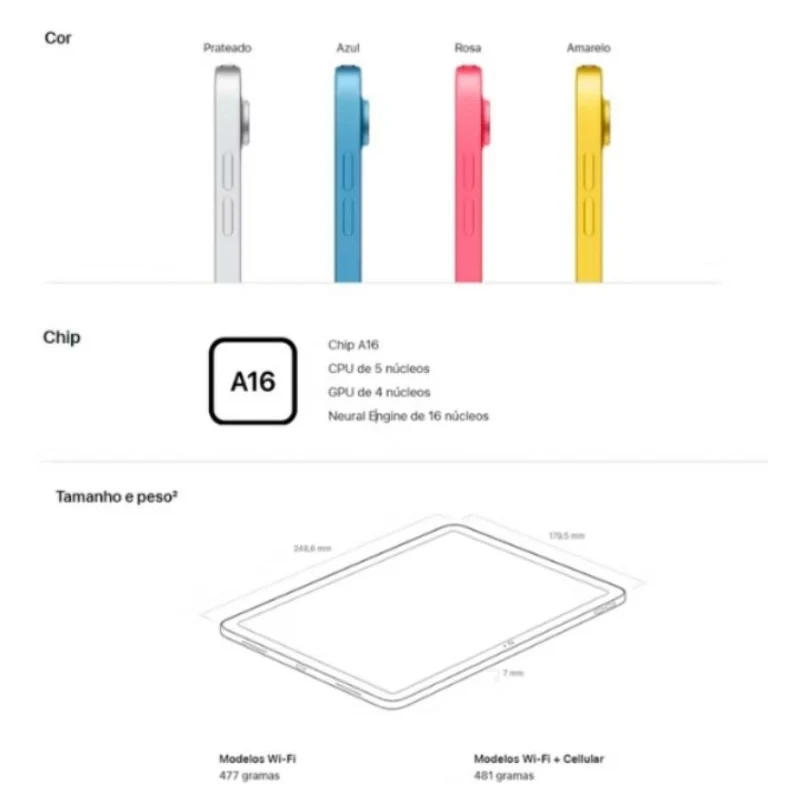 Cor
Prateado
Azul
Rosa
Amarelo
Chip
A16
Chip A16
CPU de 5 núcleos
GPU de 4 núcleos
Neural Engine de 16 núcleos
Tamanho e peso²
248,6 mm
179,5 mm
7 mm
Modelos Wi-Fi
477 gramas
Modelos Wi-Fi + Cellular
481 gramas